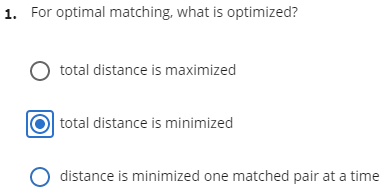 1. For optimal matching, what is optimized?
total distance is maximized
total distance is minimized
distance is minimized one matched pair at a time